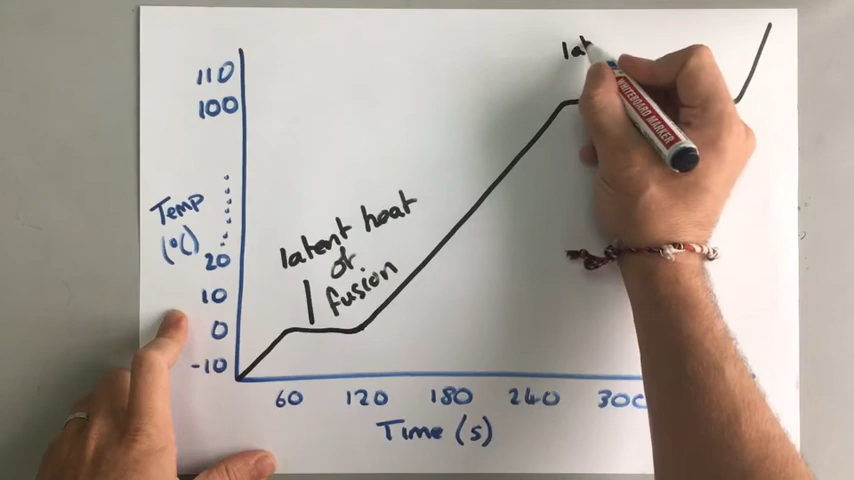 lat
110
100
Temp
(°C)
20
10
0
-10
latent heat
of
fusion
60 120 180 240 300
Time (s)
WHITEBOARD MARKER